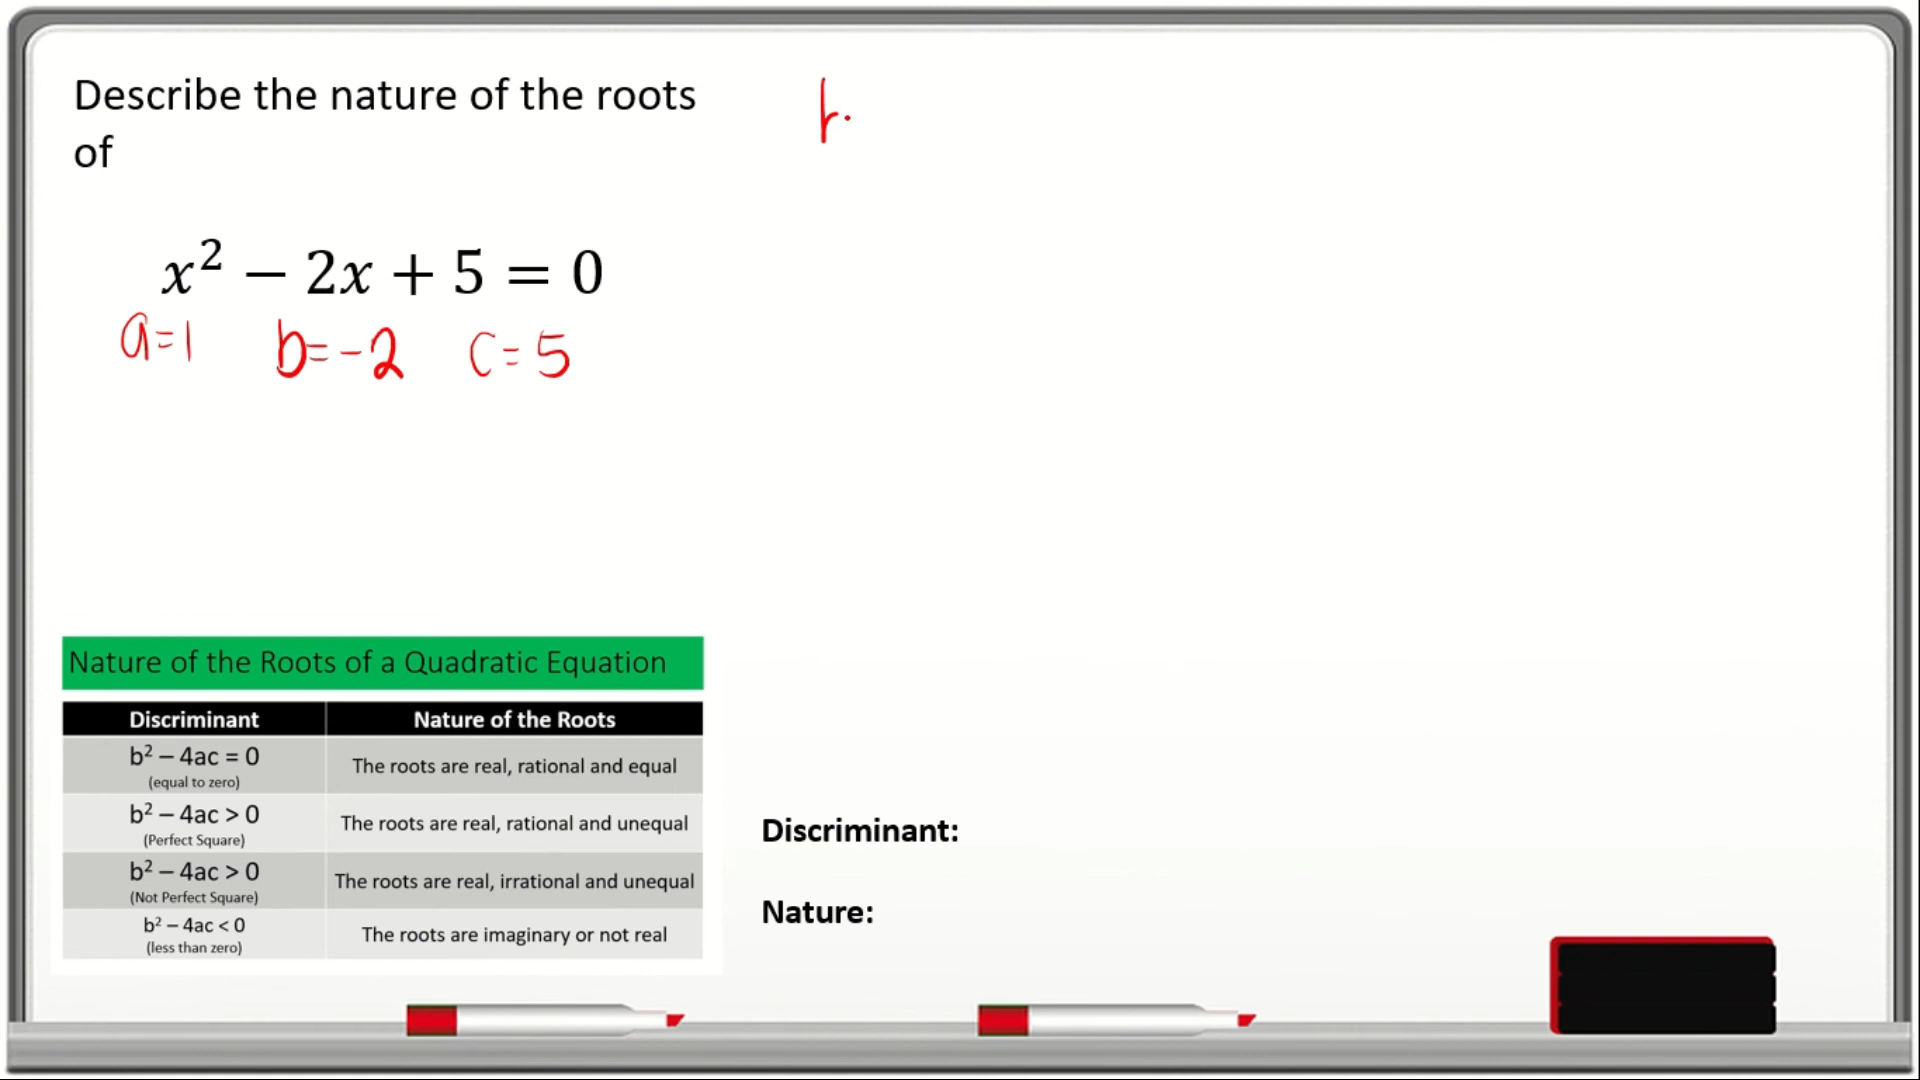 Describe the nature of the roots
of
x² − 2x + 5 = 0
a=1 b=-2 c=5
Nature of the Roots of a Quadratic Equation
Discriminant Nature of the Roots
b² – 4ac = 0
(equal to zero)
The roots are real, rational and equal
b² – 4ac > 0
(Perfect Square)
The roots are real, rational and unequal
b² – 4ac > 0
(Not Perfect Square)
The roots are real, irrational and unequal
b² – 4ac < 0
(less than zero)
The roots are imaginary or not real
Discriminant:
Nature: